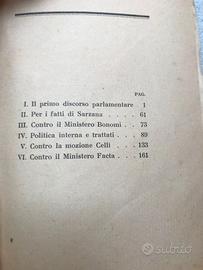 PAG.
I. Il primo discorso parlamentare . 1
II. Per i fatti di Sarzana . . . . 61
III. Contro il Ministero Bonomi . 73
IV. Politica interna e trattati . 89
V. Contro la mozione Celli . . 133
VI. Contro il Ministero Facta . . 161
subito.it